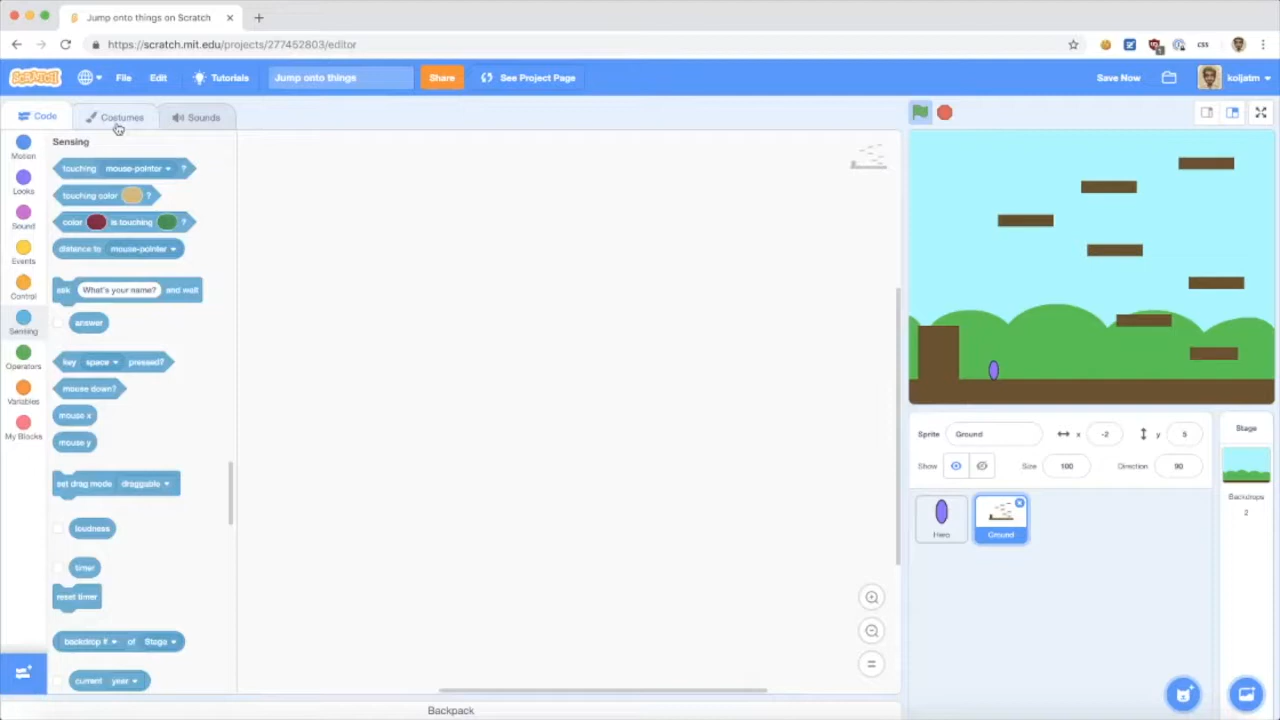 Jump onto things on Scratch
https://scratch.mit.edu/projects/277452803/editor
css
SCRATCH
File
Edit
Tutorials
Jump onto things
Share
See Project Page
Save Now
koljatm
Code
Costumes
Sounds
Motion
Looks
Sound
Events
Control
Sensing
Operators
Variables
My Blocks
Sensing
touching mouse-pointer ?
touching color ?
color is touching ?
distance to mouse-pointer
ask What's your name? and wait
answer
key space pressed?
mouse down?
mouse x
mouse y
set drag mode draggable
loudness
timer
reset timer
backdrop # of Stage
current year
Sprite Ground x -2 y 5
Show Size 100 Direction 90
Hero
Ground
Stage
Backdrops
2
Backpack